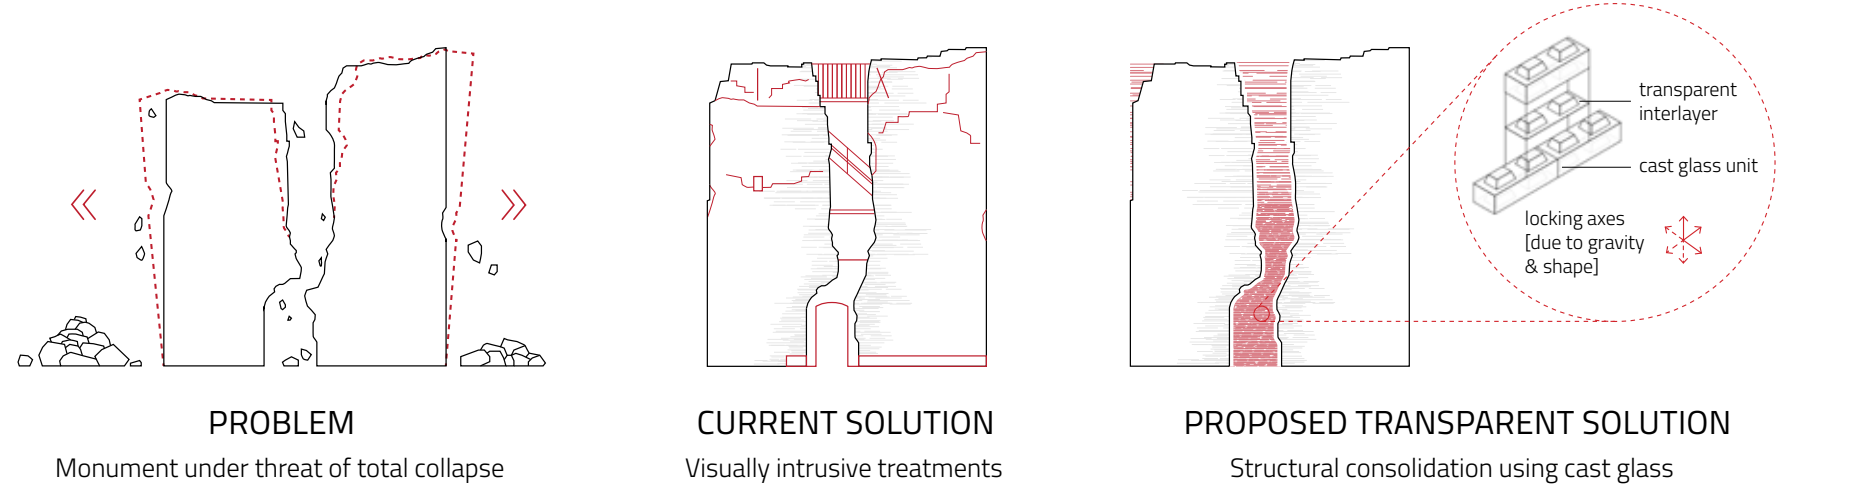 transparent
interlayer
cast glass unit
locking axes
[due to gravity
& shape]
PROBLEM
Monument under threat of total collapse
CURRENT SOLUTION
Visually intrusive treatments
PROPOSED TRANSPARENT SOLUTION
Structural consolidation using cast glass